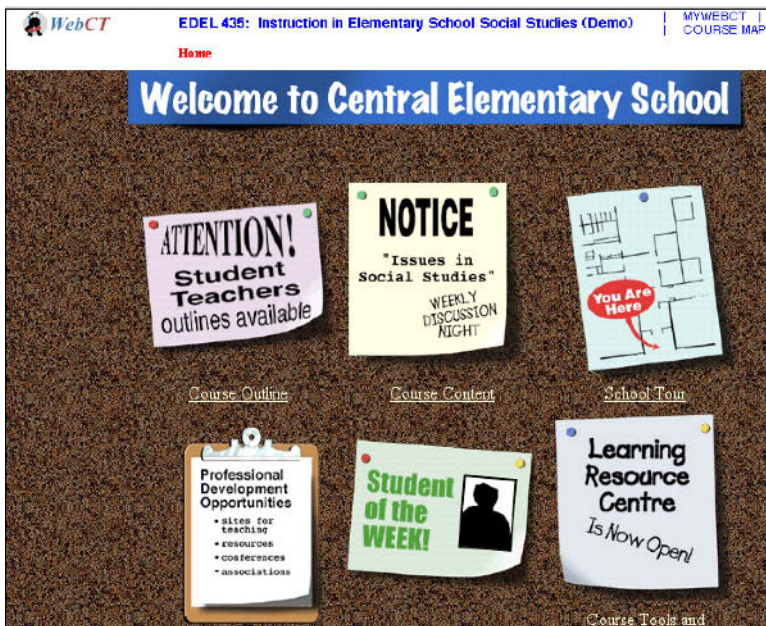 WebCT
EDEL 435: Instruction in Elementary School Social Studies (Demo)
| MYWEBCT |
| COURSE MAP
Home
Welcome to Central Elementary School
ATTENTION!
Student
Teachers
outlines available
NOTICE
"Issues in
Social Studies"
WEEKLY
DISCUSSION
NIGHT
You Are
Here
Course Outline
Course Content
School Tour
Professional
Development
Opportunities
• sites for
teaching
• resources
• conferences
• associations
Student
of the
WEEK!
Learning
Resource
Centre
Is Now Open!
Course Tools and